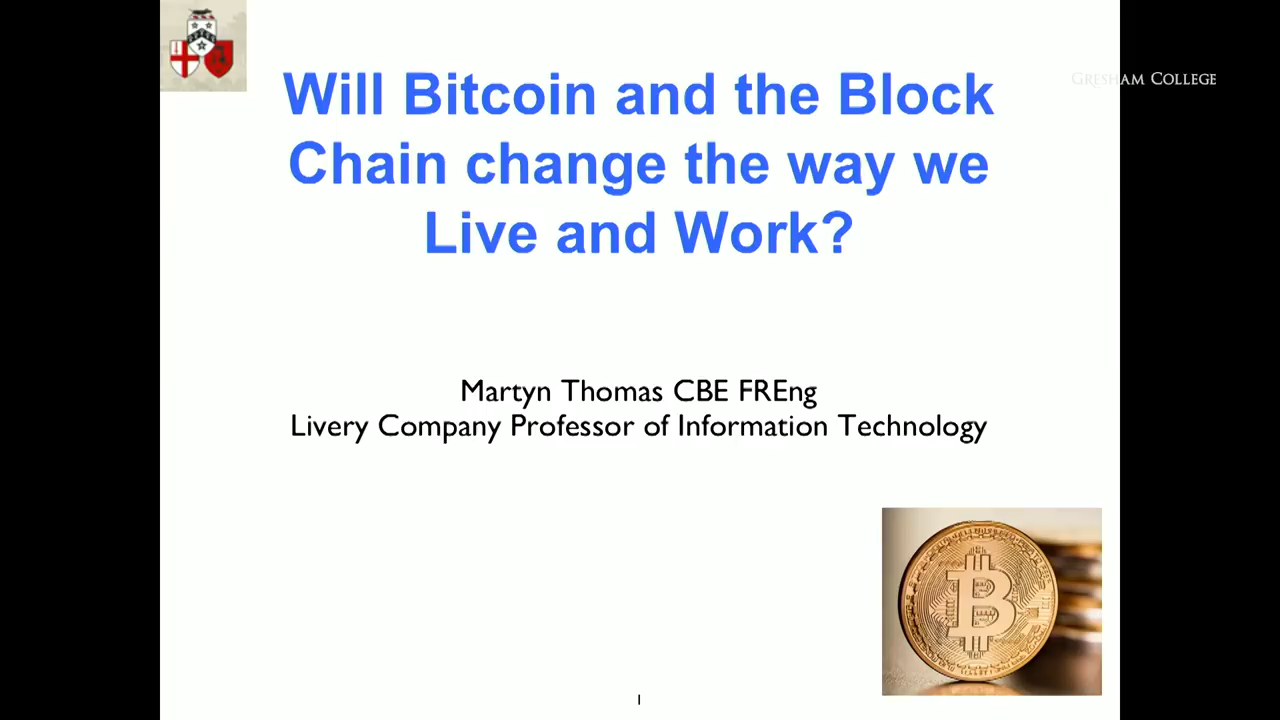 GRESHAM COLLEGE
Will Bitcoin and the Block
Chain change the way we
Live and Work?
Martyn Thomas CBE FREng
Livery Company Professor of Information Technology
1